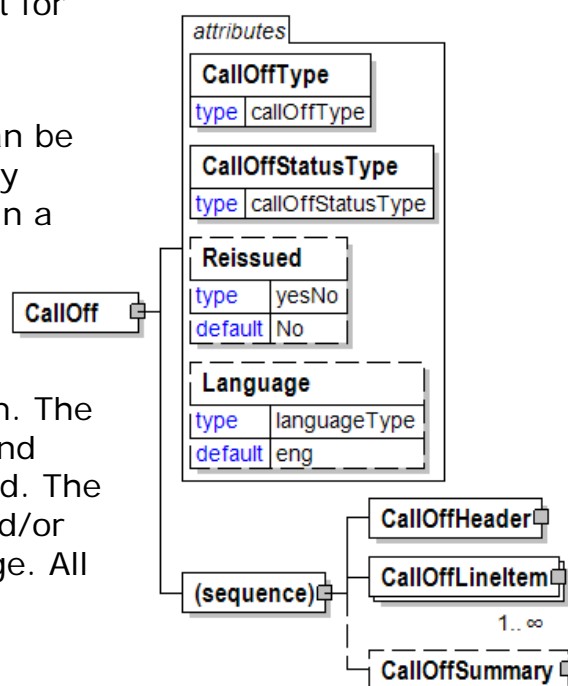 t for
an be
y
n a
n. The
nd
d. The
d/or
ge. All
attributes
CallOffType
type callOffType
CallOffStatusType
type callOffStatusType
Reissued
type yesNo
default No
Language
type languageType
default eng
CallOff
(sequence)
CallOffHeader
CallOffLineItem
1.. ∞
CallOffSummary